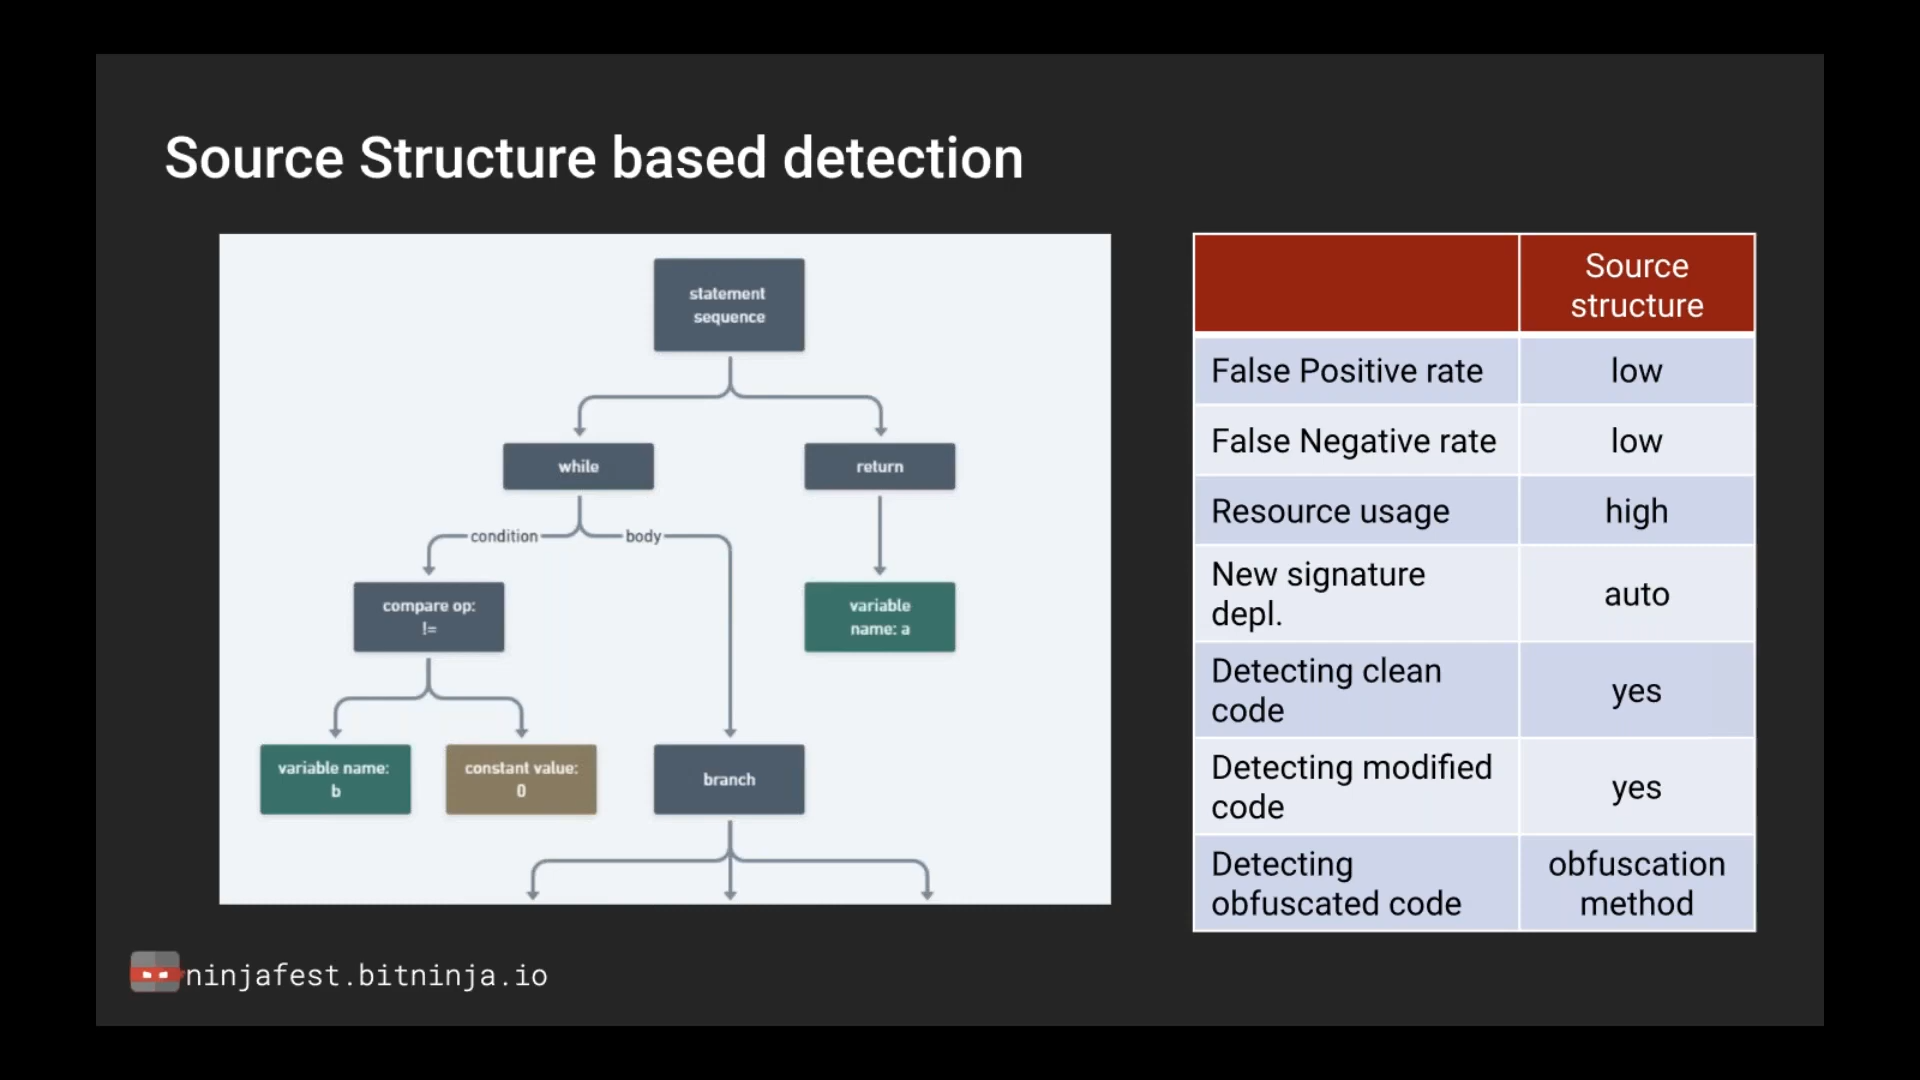 Source Structure based detection
statement
sequence
while
return
condition
body
compare op:
!=
variable
name: a
variable name:
b
constant value:
0
branch
Source
structure
False Positive rate
low
False Negative rate
low
Resource usage
high
New signature
depl.
auto
Detecting clean
code
yes
Detecting modified
code
yes
Detecting
obfuscated code
obfuscation
method
ninjafest.bitninja.io